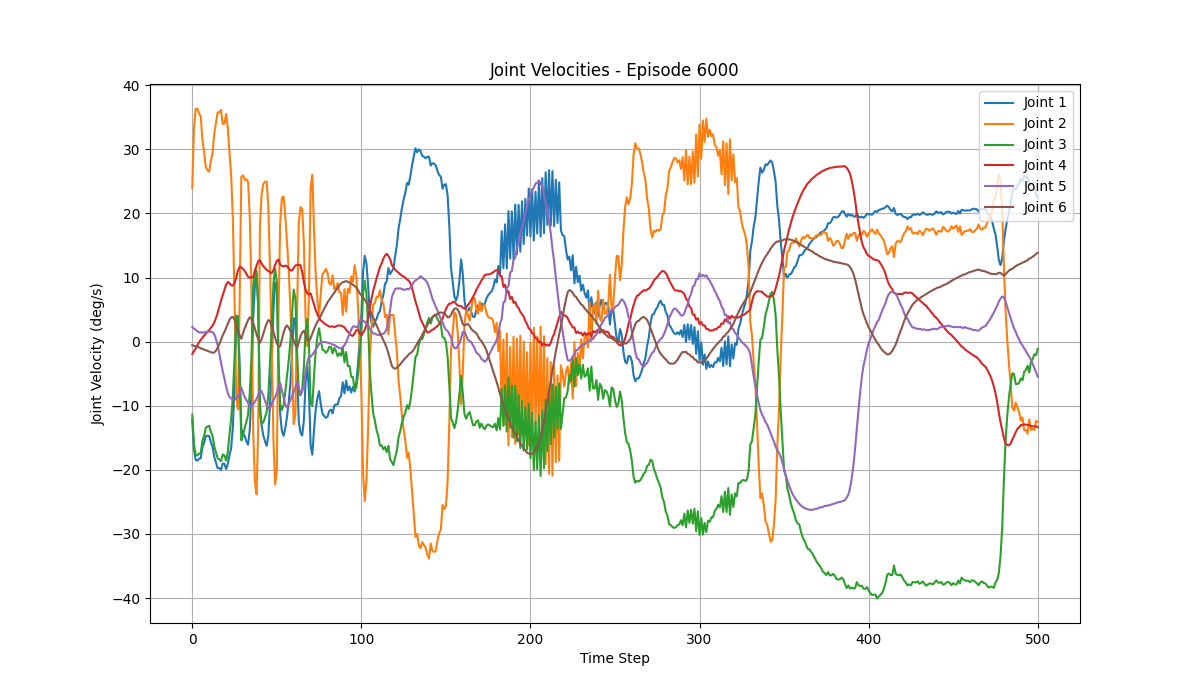 Joint Velocities - Episode 6000
Joint Velocity (deg/s)
40
30
20
10
0
−10
−20
−30
−40
0 100 200 300 400 500
Time Step
Joint 1
Joint 2
Joint 3
Joint 4
Joint 5
Joint 6